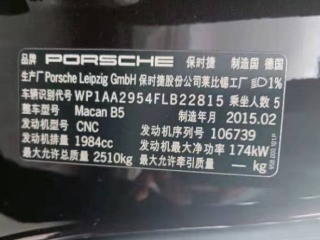 品牌 PORSCHE 保时捷 制造国 德国
生产厂 Porsche Leipzig GmbH 保时捷股份公司莱比锡工厂 1%
车辆识别代号 WP1AA2954FLB22815 乘坐人数 5
整车型号 Macan B5 制造年月 2015.02
发动机型号 CNC 发动机序列号 106739
发动机排量 1984cc 发动机最大净功率 174kW
最大允许总质量 2510kg 最大允许牵引质量 — kg